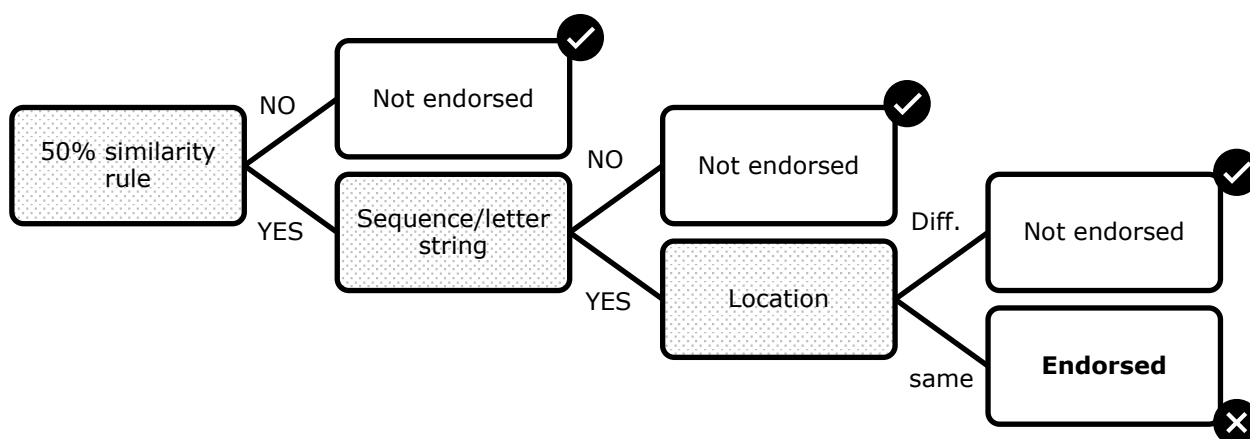 Not endorsed
NO
50% similarity
rule
Not endorsed
NO
YES
Sequence/letter
string
Diff.
Not endorsed
YES
Location
same
Endorsed